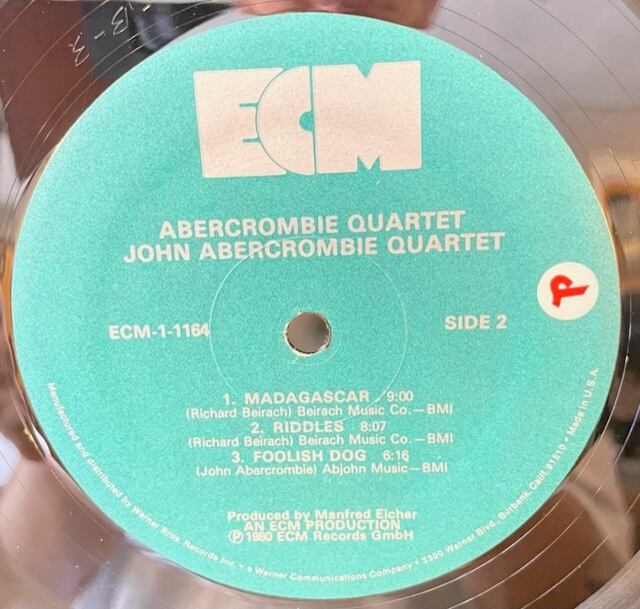 ECM
ABERCROMBIE QUARTET
JOHN ABERCROMBIE QUARTET
P
ECM-1-1164
SIDE 2
1. MADAGASCAR 9:00
(Richard Beirach) Beirach Music Co.—BMI
2. RIDDLES 8:07
(Richard Beirach) Beirach Music Co.—BMI
3. FOOLISH DOG 6:16
(John Abarcrombie) Abjohn Music—BMI
Produced by Manfred Eicher
AN ECM PRODUCTION
℗ 1980 ECM Records GmbH
Manufactured and distributed by Warner Bros. Records Inc. • a Warner Communications Company • 3300 Warner Blvd., Burbank, Calif. 91510 • Made in U.S.A.